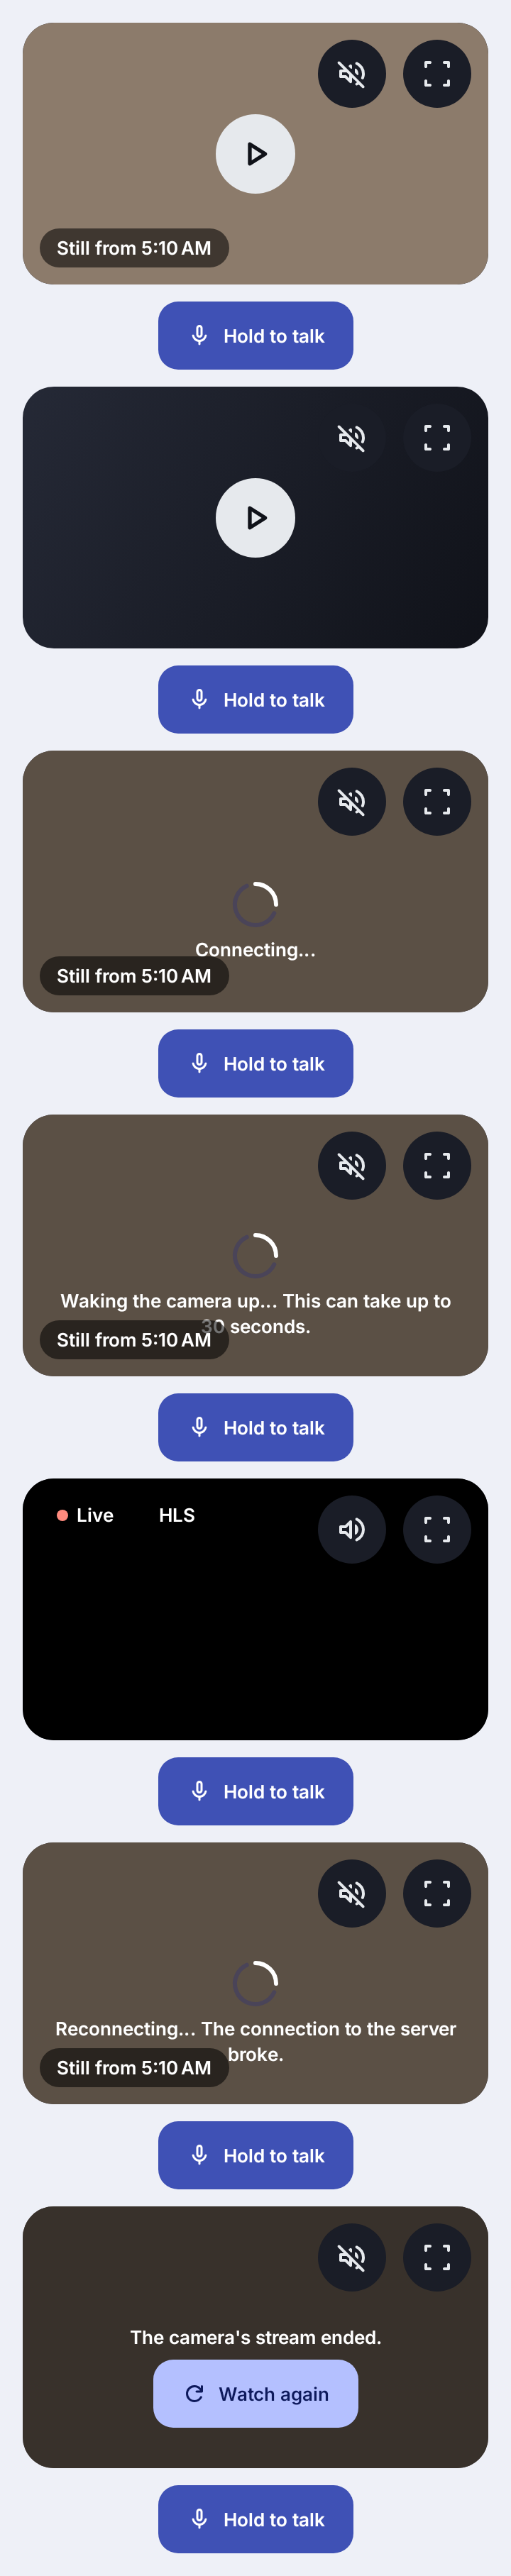 Still from 5:10 AM
Hold to talk
Hold to talk
Connecting...
Still from 5:10 AM
Hold to talk
Waking the camera up... This can take up to
30 seconds.
Still from 5:10 AM
Hold to talk
Live HLS
Hold to talk
Reconnecting... The connection to the server
broke.
Still from 5:10 AM
Hold to talk
The camera's stream ended.
Watch again
Hold to talk